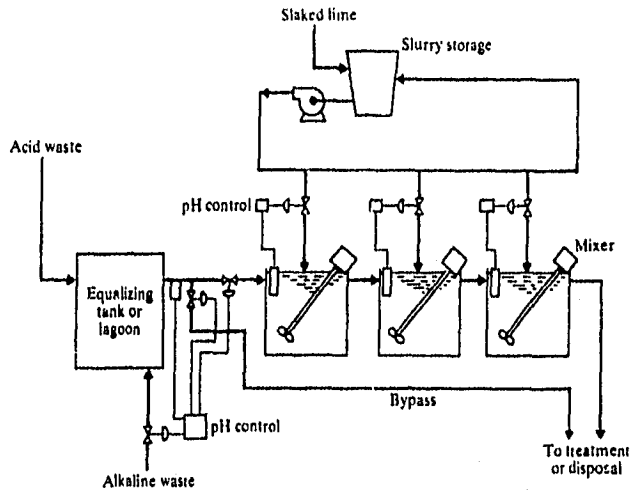 Slaked lime
Slurry storage
Acid waste
pH control
Mixer
Equalizing
tank or
lagoon
Bypass
pH control
To treatment
or disposal
Alkaline waste